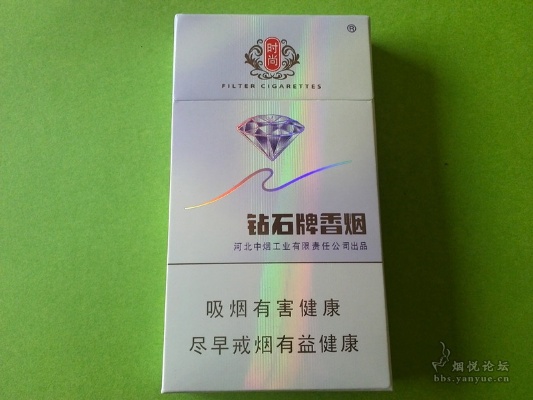 时尚
®
FILTER CIGARETTES
钻石牌香烟
河北中烟工业有限责任公司出品
吸烟有害健康
尽早戒烟有益健康
烟悦论坛
bbs.yanyue.cn